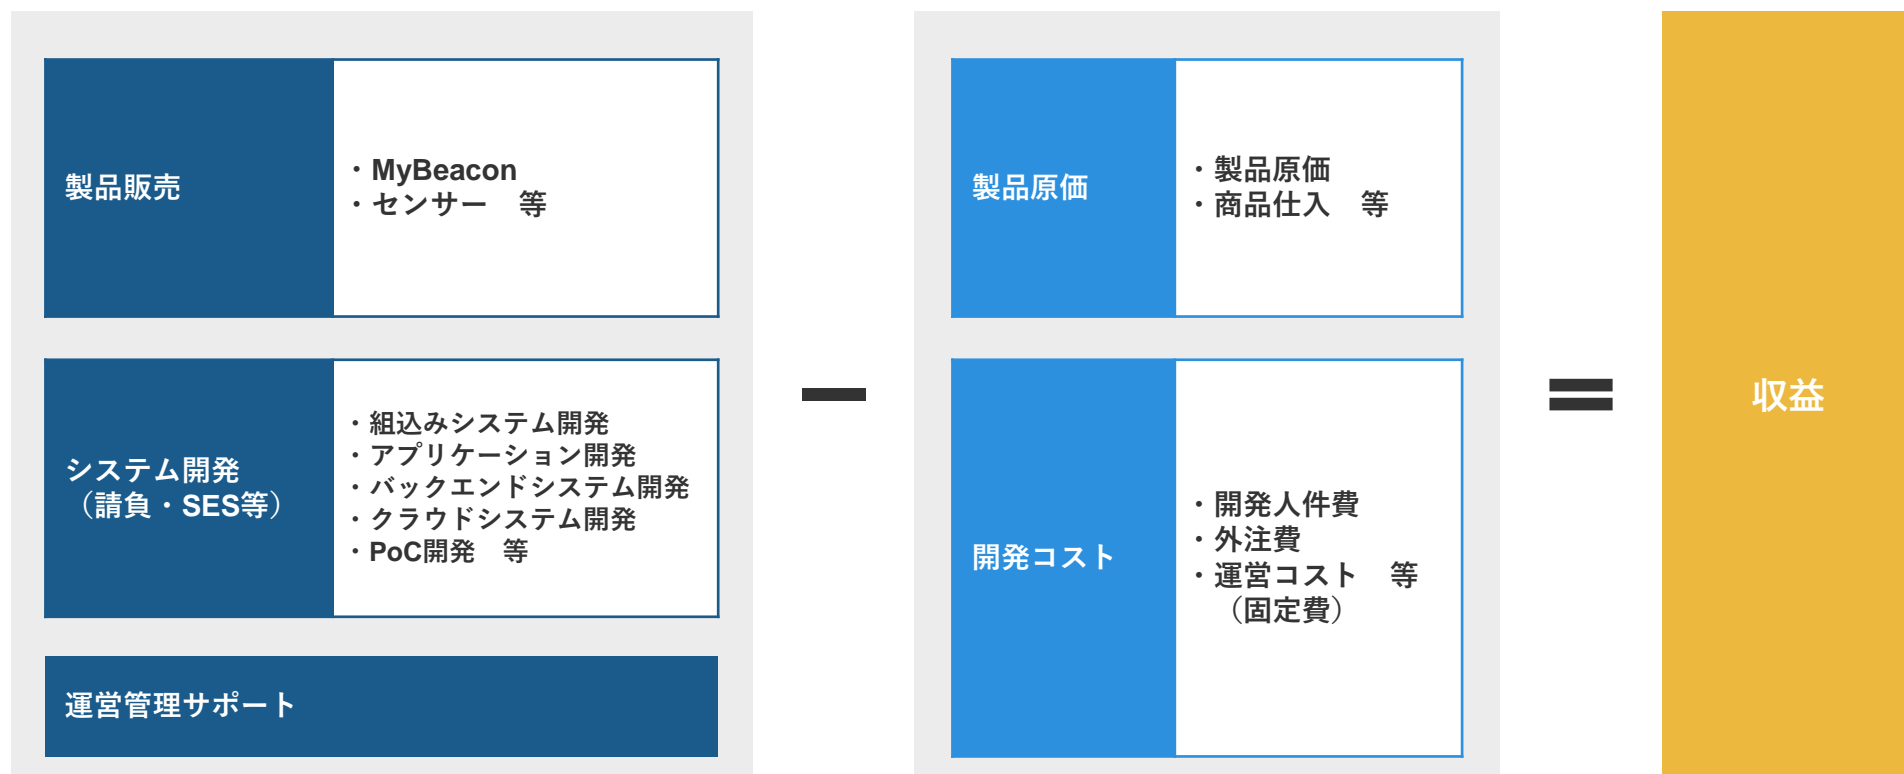 製品販売
・MyBeacon
・センサー　等
システム開発
（請負・SES等）
・組込みシステム開発
・アプリケーション開発
・バックエンドシステム開発
・クラウドシステム開発
・PoC開発　等
運営管理サポート
ー
製品原価
・製品原価
・商品仕入　等
開発コスト
・開発人件費
・外注費
・運営コスト　等
（固定費）
＝
収益